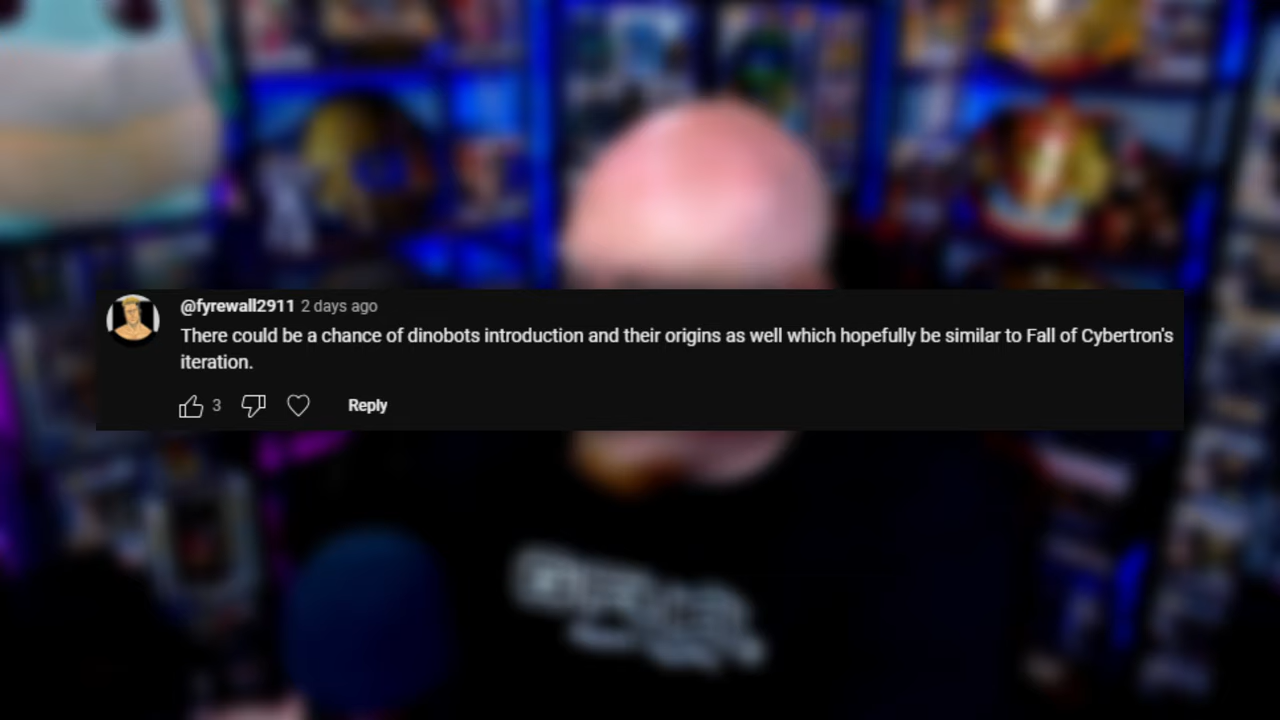 @fyrewall2911 2 days ago
There could be a chance of dinobots introduction and their origins as well which hopefully be similar to Fall of Cybertron's
iteration.
3 Reply